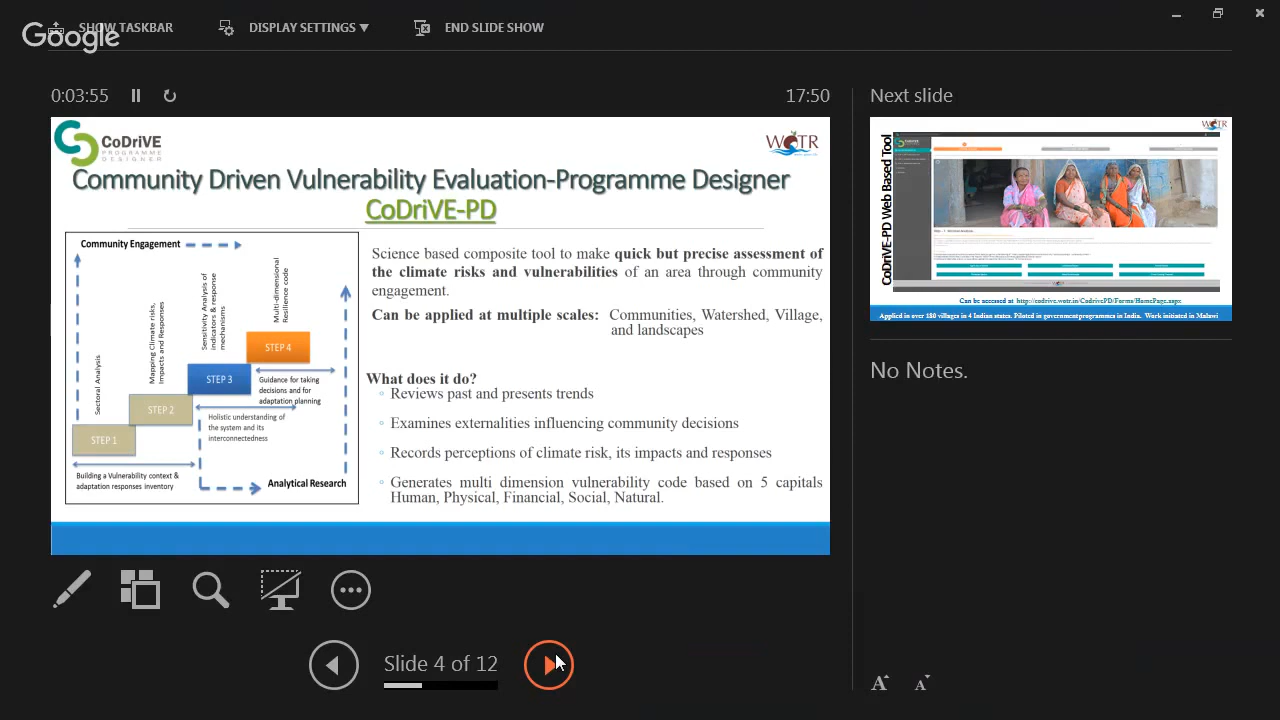 Google
SHOW TASKBAR
DISPLAY SETTINGS
END SLIDE SHOW
0:03:55
17:50
Next slide
CoDriVE
PROGRAMME
DESIGNER
WOTR
Community Driven Vulnerability Evaluation-Programme Designer
CoDriVE-PD
Community Engagement
Sectoral Analysis
Mapping Climate risks,
Impacts and Responses
Sensitivity Analysis of
indicators & response
mechanisms
Multi-dimensional
Resilience code
STEP 4
STEP 3
STEP 2
STEP 1
Guidance for taking
decisions and for
adaptation planning
Holistic understanding of
the system and its
interconnectedness
Building a Vulnerability context &
adaptation responses inventory
Analytical Research
Science based composite tool to make quick but precise assessment of
the climate risks and vulnerabilities of an area through community
engagement.
Can be applied at multiple scales: Communities, Watershed, Village,
and landscapes
What does it do?
Reviews past and presents trends
Examines externalities influencing community decisions
Records perceptions of climate risk, its impacts and responses
Generates multi dimension vulnerability code based on 5 capitals
Human, Physical, Financial, Social, Natural.
WOTR
CoDriVE-PD Web Based Tool
Can be accessed at http://codrive.wotr.in/CodrivePD/Forms/HomePage.aspx
Applied in over 180 villages in 4 Indian states. Piloted in government programmes in India. Work initiated in Malawi
No Notes.
Slide 4 of 12
A
A